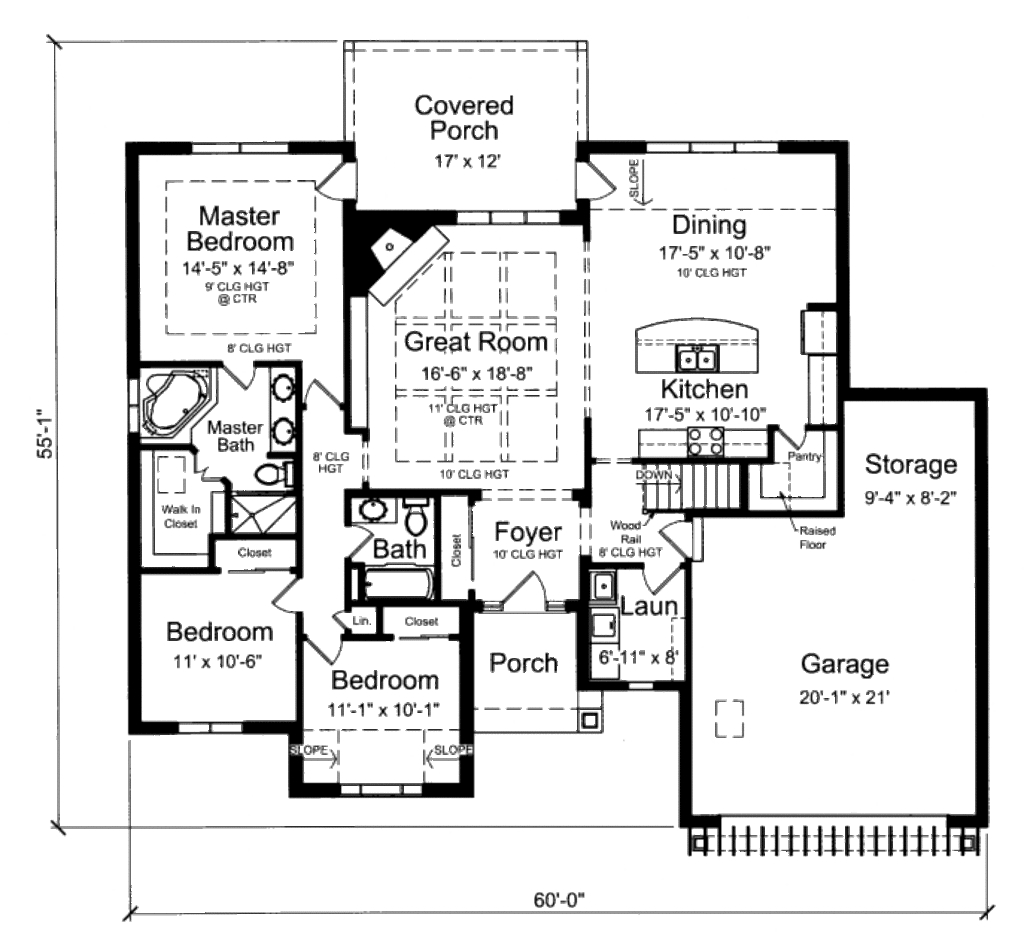 Covered
Porch
17' x 12'
SLOPE
Master
Bedroom
14'-5" x 14'-8"
9' CLG HGT
@ CTR
8' CLG HGT
Dining
17'-5" x 10'-8"
10' CLG HGT
Great Room
16'-6" x 18'-8"
11' CLG HGT
@ CTR
10' CLG HGT
Kitchen
17'-5" x 10'-10"
Master
Bath
8' CLG
HGT
55'-1"
Pantry
Storage
9'-4" x 8'-2"
DOWN
Walk In
Closet
Wood
Rail
8' CLG HGT
Raised
Floor
Foyer
10' CLG HGT
Closet
Bath
Closet
Laun
6'-11" x 8'
Lin.
Closet
Bedroom
11' x 10'-6"
Porch
Garage
20'-1" x 21'
Bedroom
11'-1" x 10'-1"
SLOPE
SLOPE
60'-0"